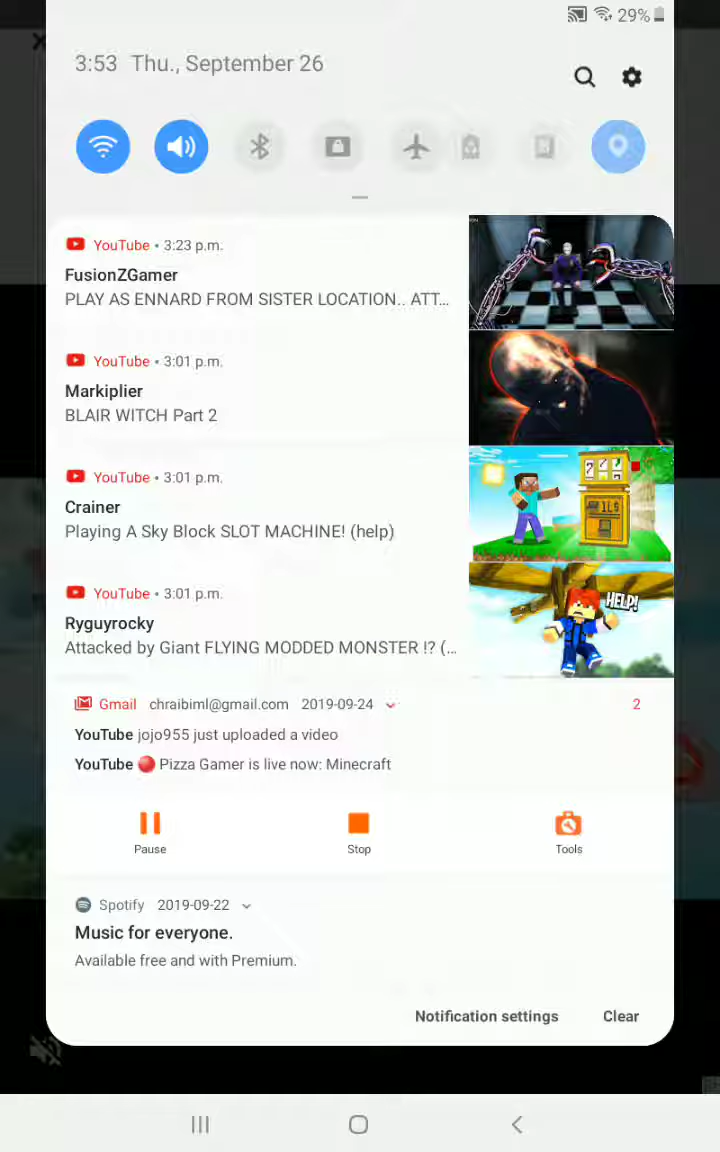 29%
3:53 Thu., September 26
YouTube • 3:23 p.m.
FusionZGamer
PLAY AS ENNARD FROM SISTER LOCATION.. ATT...
YouTube • 3:01 p.m.
Markiplier
BLAIR WITCH Part 2
YouTube • 3:01 p.m.
Crainer
Playing A Sky Block SLOT MACHINE! (help)
YouTube • 3:01 p.m.
Ryguyrocky
HELP!
Attacked by Giant FLYING MODDED MONSTER !? (...
Gmail chraibiml@gmail.com 2019-09-24 2
YouTube jojo955 just uploaded a video
YouTube 🔴 Pizza Gamer is live now: Minecraft
Pause Stop Tools
Spotify 2019-09-22
Music for everyone.
Available free and with Premium.
Notification settings Clear